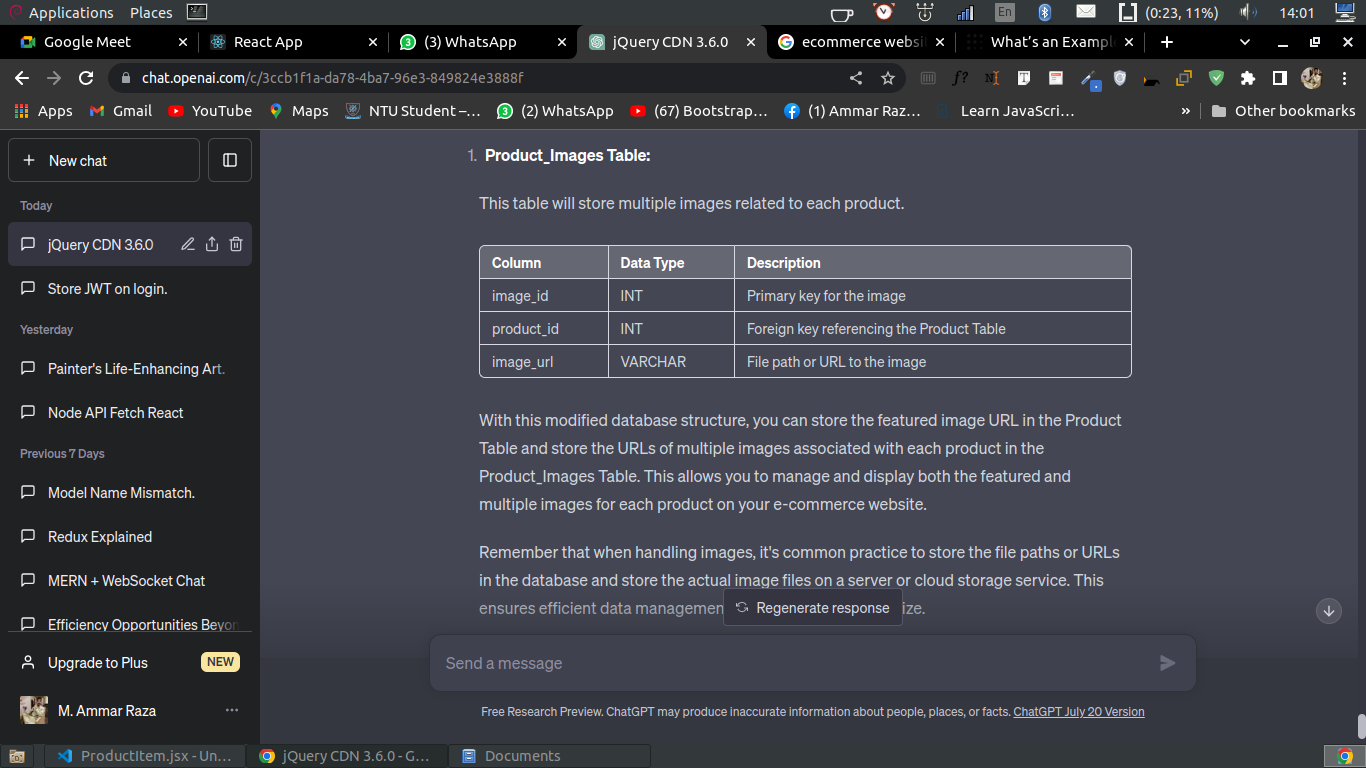 Applications Places En (0:23, 11%) 14:01
Google Meet React App (3) WhatsApp jQuery CDN 3.6.0 ecommerce websi What's an Exampl
chat.openai.com/c/3ccb1f1a-da78-4ba7-96e3-849824e3888f
Apps Gmail YouTube Maps NTU Student –... (2) WhatsApp (67) Bootstrap... (1) Ammar Raz... Learn JavaScri... » Other bookmarks
New chat
Today
jQuery CDN 3.6.0
Store JWT on login.
Yesterday
Painter's Life-Enhancing Art.
Node API Fetch React
Previous 7 Days
Model Name Mismatch.
Redux Explained
MERN + WebSocket Chat
Efficiency Opportunities Beyon
Upgrade to Plus NEW
M. Ammar Raza
1. Product_Images Table:
This table will store multiple images related to each product.
Column Data Type Description
image_id INT Primary key for the image
product_id INT Foreign key referencing the Product Table
image_url VARCHAR File path or URL to the image
With this modified database structure, you can store the featured image URL in the Product
Table and store the URLs of multiple images associated with each product in the
Product_Images Table. This allows you to manage and display both the featured and
multiple images for each product on your e-commerce website.
Remember that when handling images, it's common practice to store the file paths or URLs
in the database and store the actual image files on a server or cloud storage service. This
ensures efficient data managemen ize.
Regenerate response
Send a message
Free Research Preview. ChatGPT may produce inaccurate information about people, places, or facts. ChatGPT July 20 Version
ProductItem.jsx - Un... jQuery CDN 3.6.0 - G... Documents